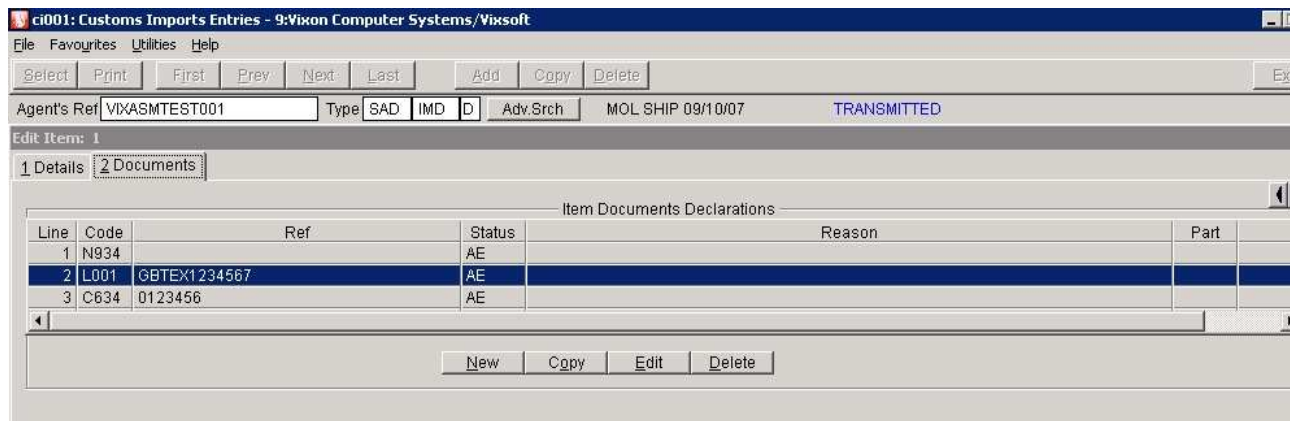 ci001: Customs Imports Entries - 9:Vixon Computer Systems/Vixsoft
File Favourites Utilities Help
Select Print First Prev Next Last Add Copy Delete
Agent's Ref VIXASMTEST001 Type SAD IMD D Adv.Srch MOL SHIP 09/10/07 TRANSMITTED
Edit Item: 1
1 Details 2 Documents
Item Documents Declarations
Line Code Ref Status Reason Part
1 N934 AE
2 L001 GBTEX1234567 AE
3 C634 0123456 AE
New Copy Edit Delete